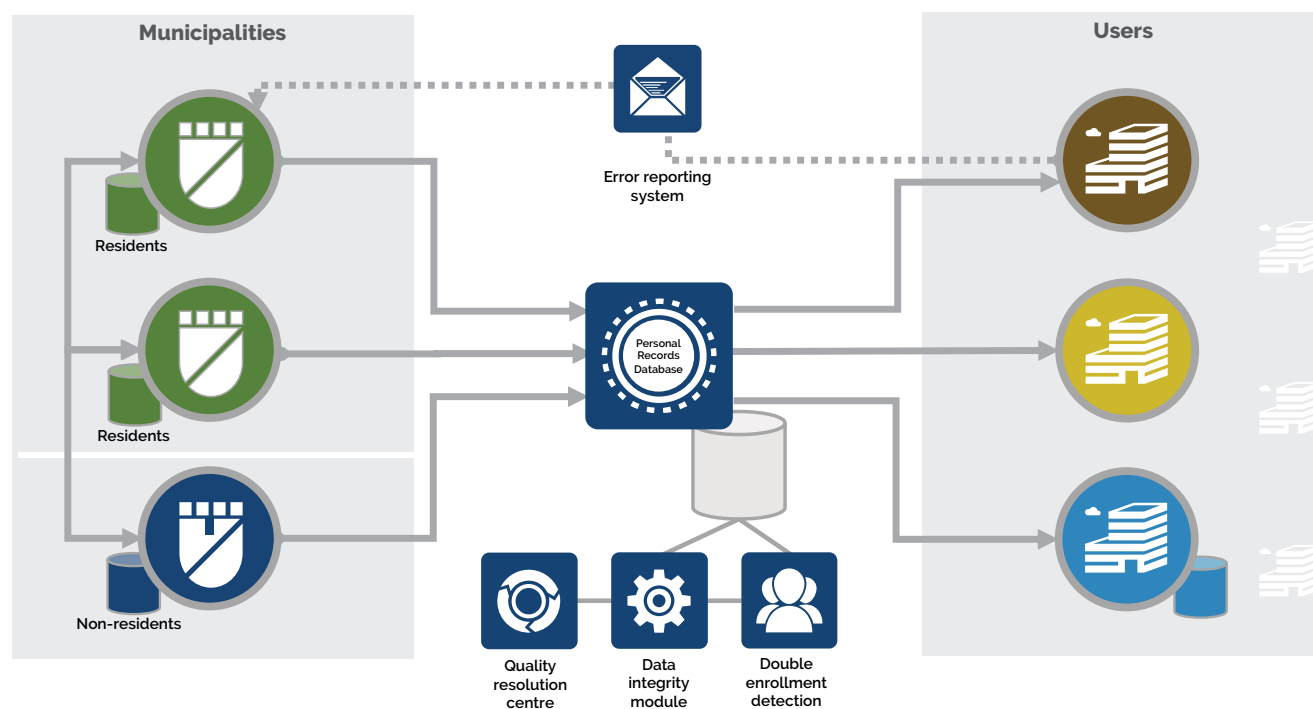 Municipalities
Users
Error reporting
system
Residents
Personal
Records
Database
Residents
Non-residents
Quality
resolution
centre
Data
integrity
module
Double
enrollment
detection